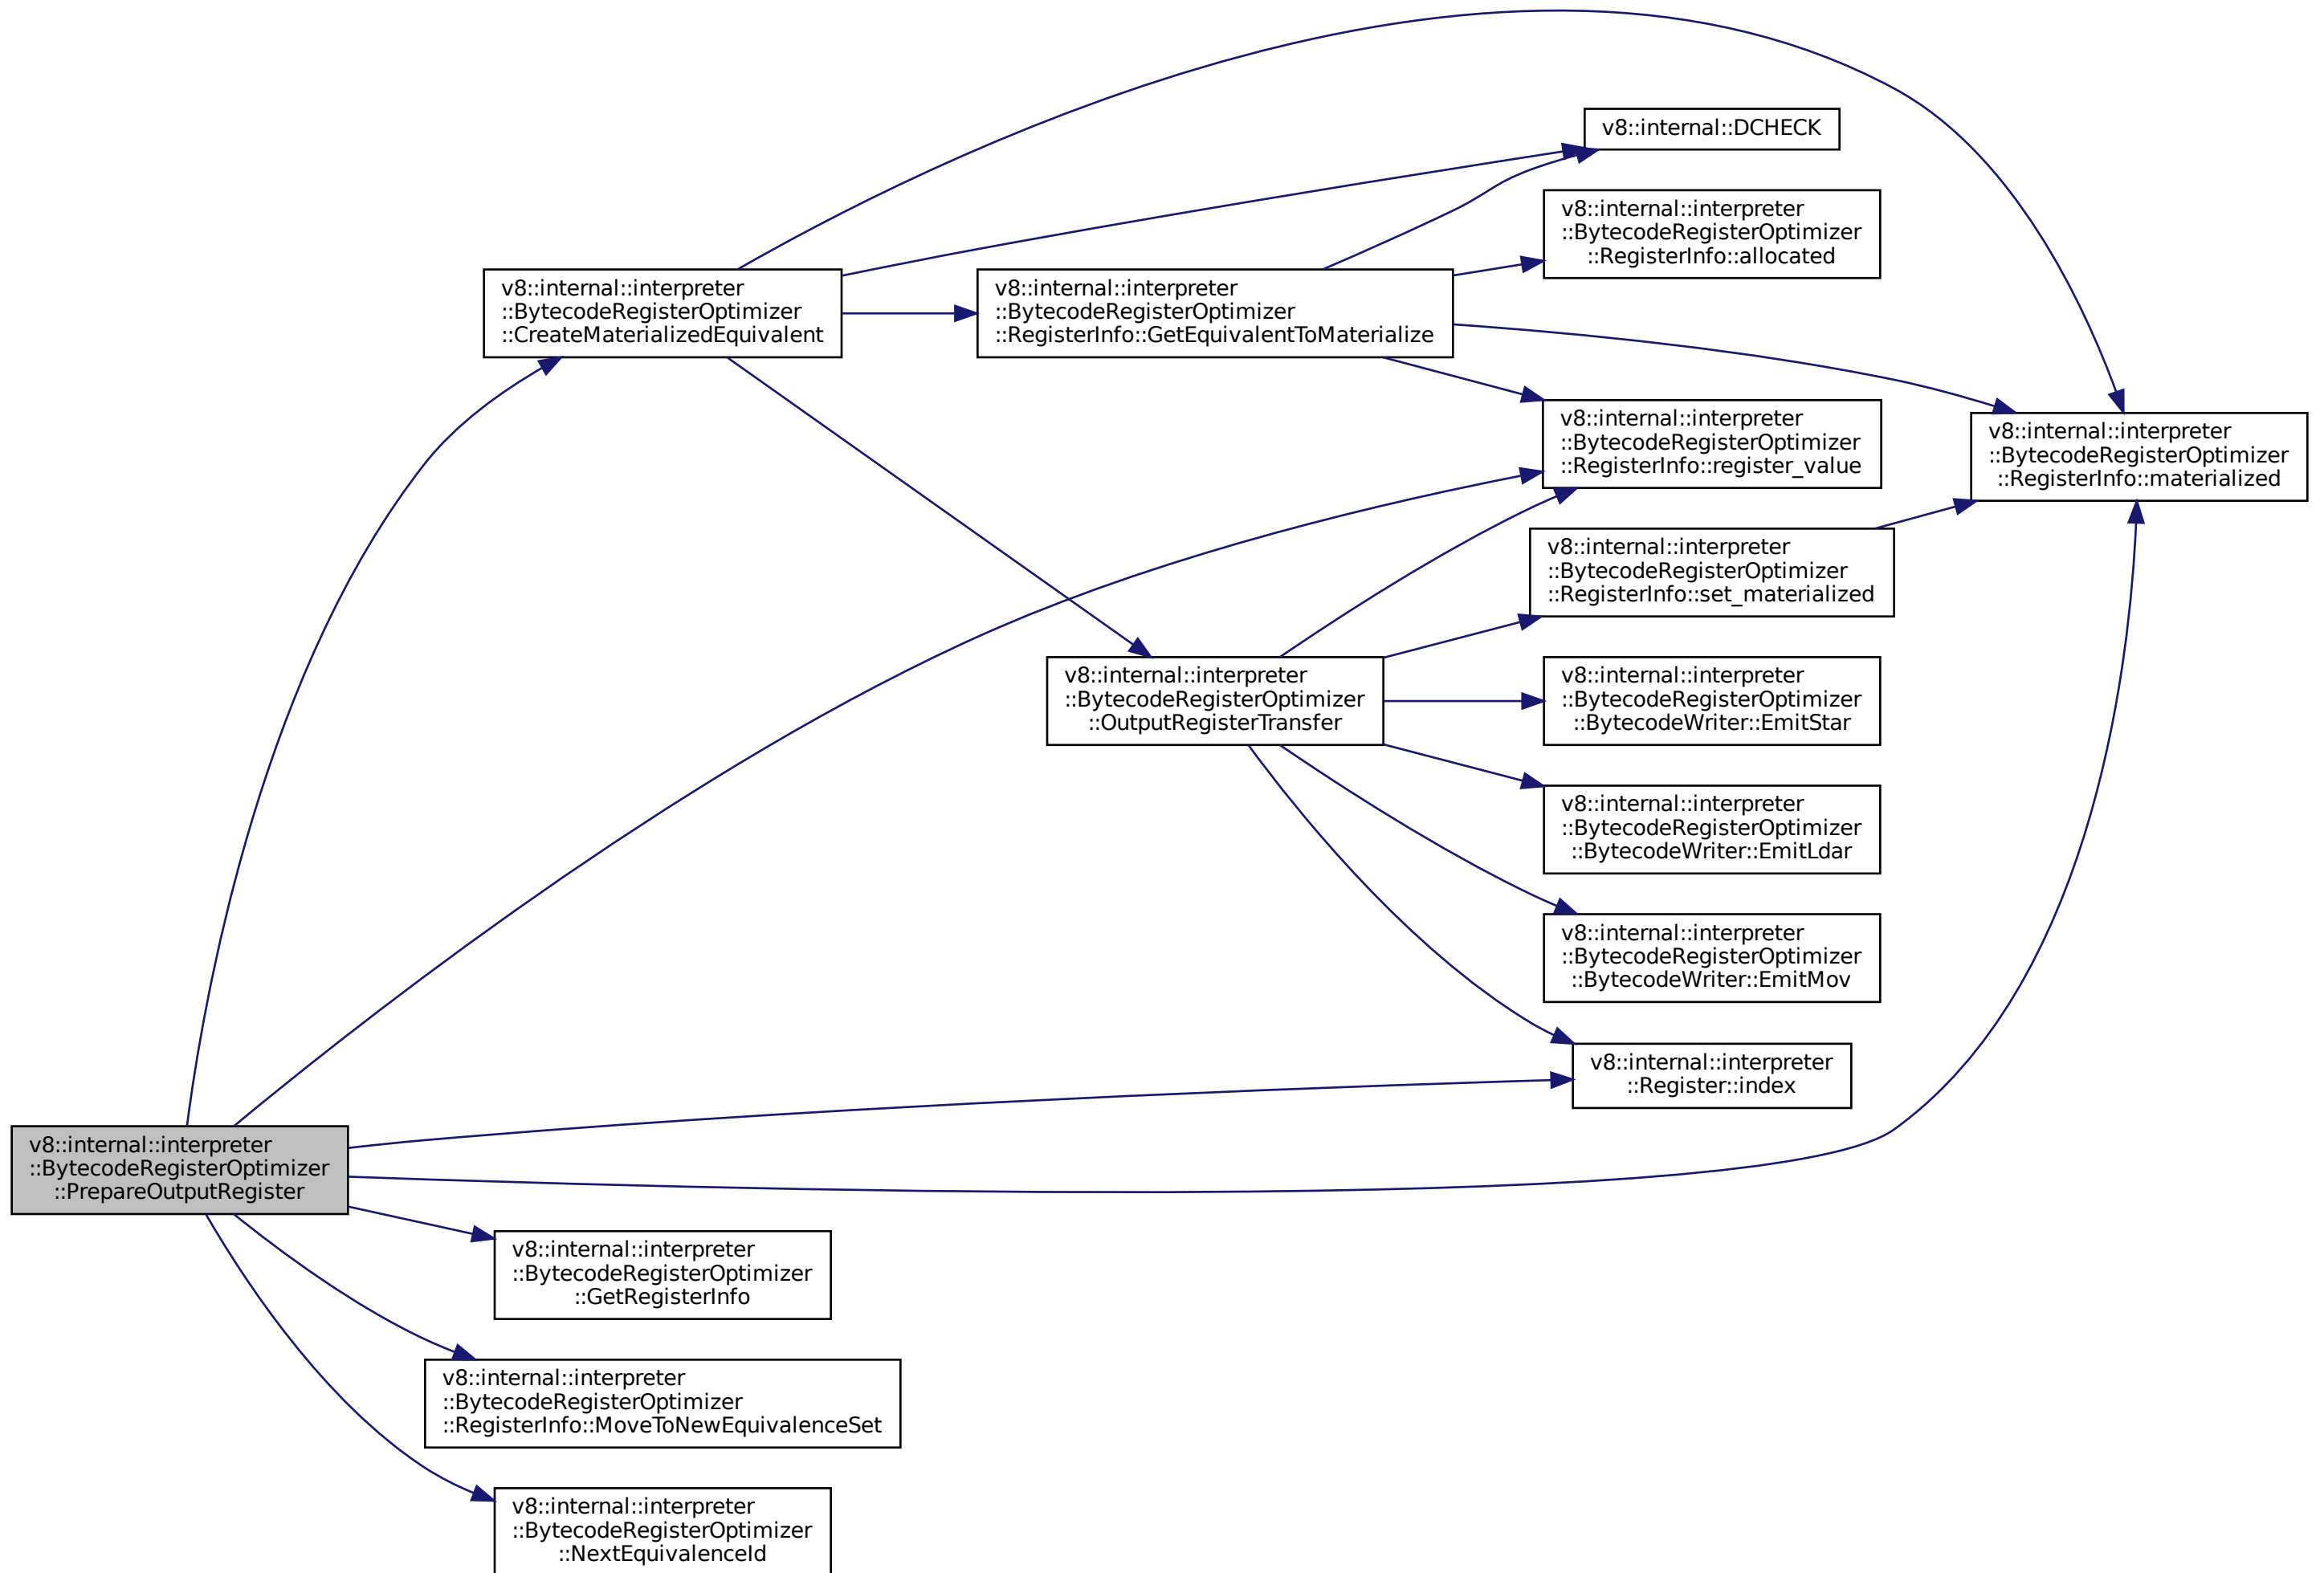 v8::internal::DCHECK
v8::internal::interpreter
::BytecodeRegisterOptimizer
::RegisterInfo::allocated
v8::internal::interpreter
::BytecodeRegisterOptimizer
::CreateMaterializedEquivalent
v8::internal::interpreter
::BytecodeRegisterOptimizer
::RegisterInfo::GetEquivalentToMaterialize
v8::internal::interpreter
::BytecodeRegisterOptimizer
::RegisterInfo::register_value
v8::internal::interpreter
::BytecodeRegisterOptimizer
::RegisterInfo::materialized
v8::internal::interpreter
::BytecodeRegisterOptimizer
::RegisterInfo::set_materialized
v8::internal::interpreter
::BytecodeRegisterOptimizer
::OutputRegisterTransfer
v8::internal::interpreter
::BytecodeRegisterOptimizer
::BytecodeWriter::EmitStar
v8::internal::interpreter
::BytecodeRegisterOptimizer
::BytecodeWriter::EmitLdar
v8::internal::interpreter
::BytecodeRegisterOptimizer
::BytecodeWriter::EmitMov
v8::internal::interpreter
::Register::index
v8::internal::interpreter
::BytecodeRegisterOptimizer
::PrepareOutputRegister
v8::internal::interpreter
::BytecodeRegisterOptimizer
::GetRegisterInfo
v8::internal::interpreter
::BytecodeRegisterOptimizer
::RegisterInfo::MoveToNewEquivalenceSet
v8::internal::interpreter
::BytecodeRegisterOptimizer
::NextEquivalenceId